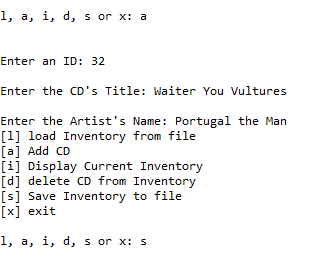 l, a, i, d, s or x: a
Enter an ID: 32
Enter the CD's Title: Waiter You Vultures
Enter the Artist's Name: Portugal the Man
[l] load Inventory from file
[a] Add CD
[i] Display Current Inventory
[d] delete CD from Inventory
[s] Save Inventory to file
[x] exit
l, a, i, d, s or x: s